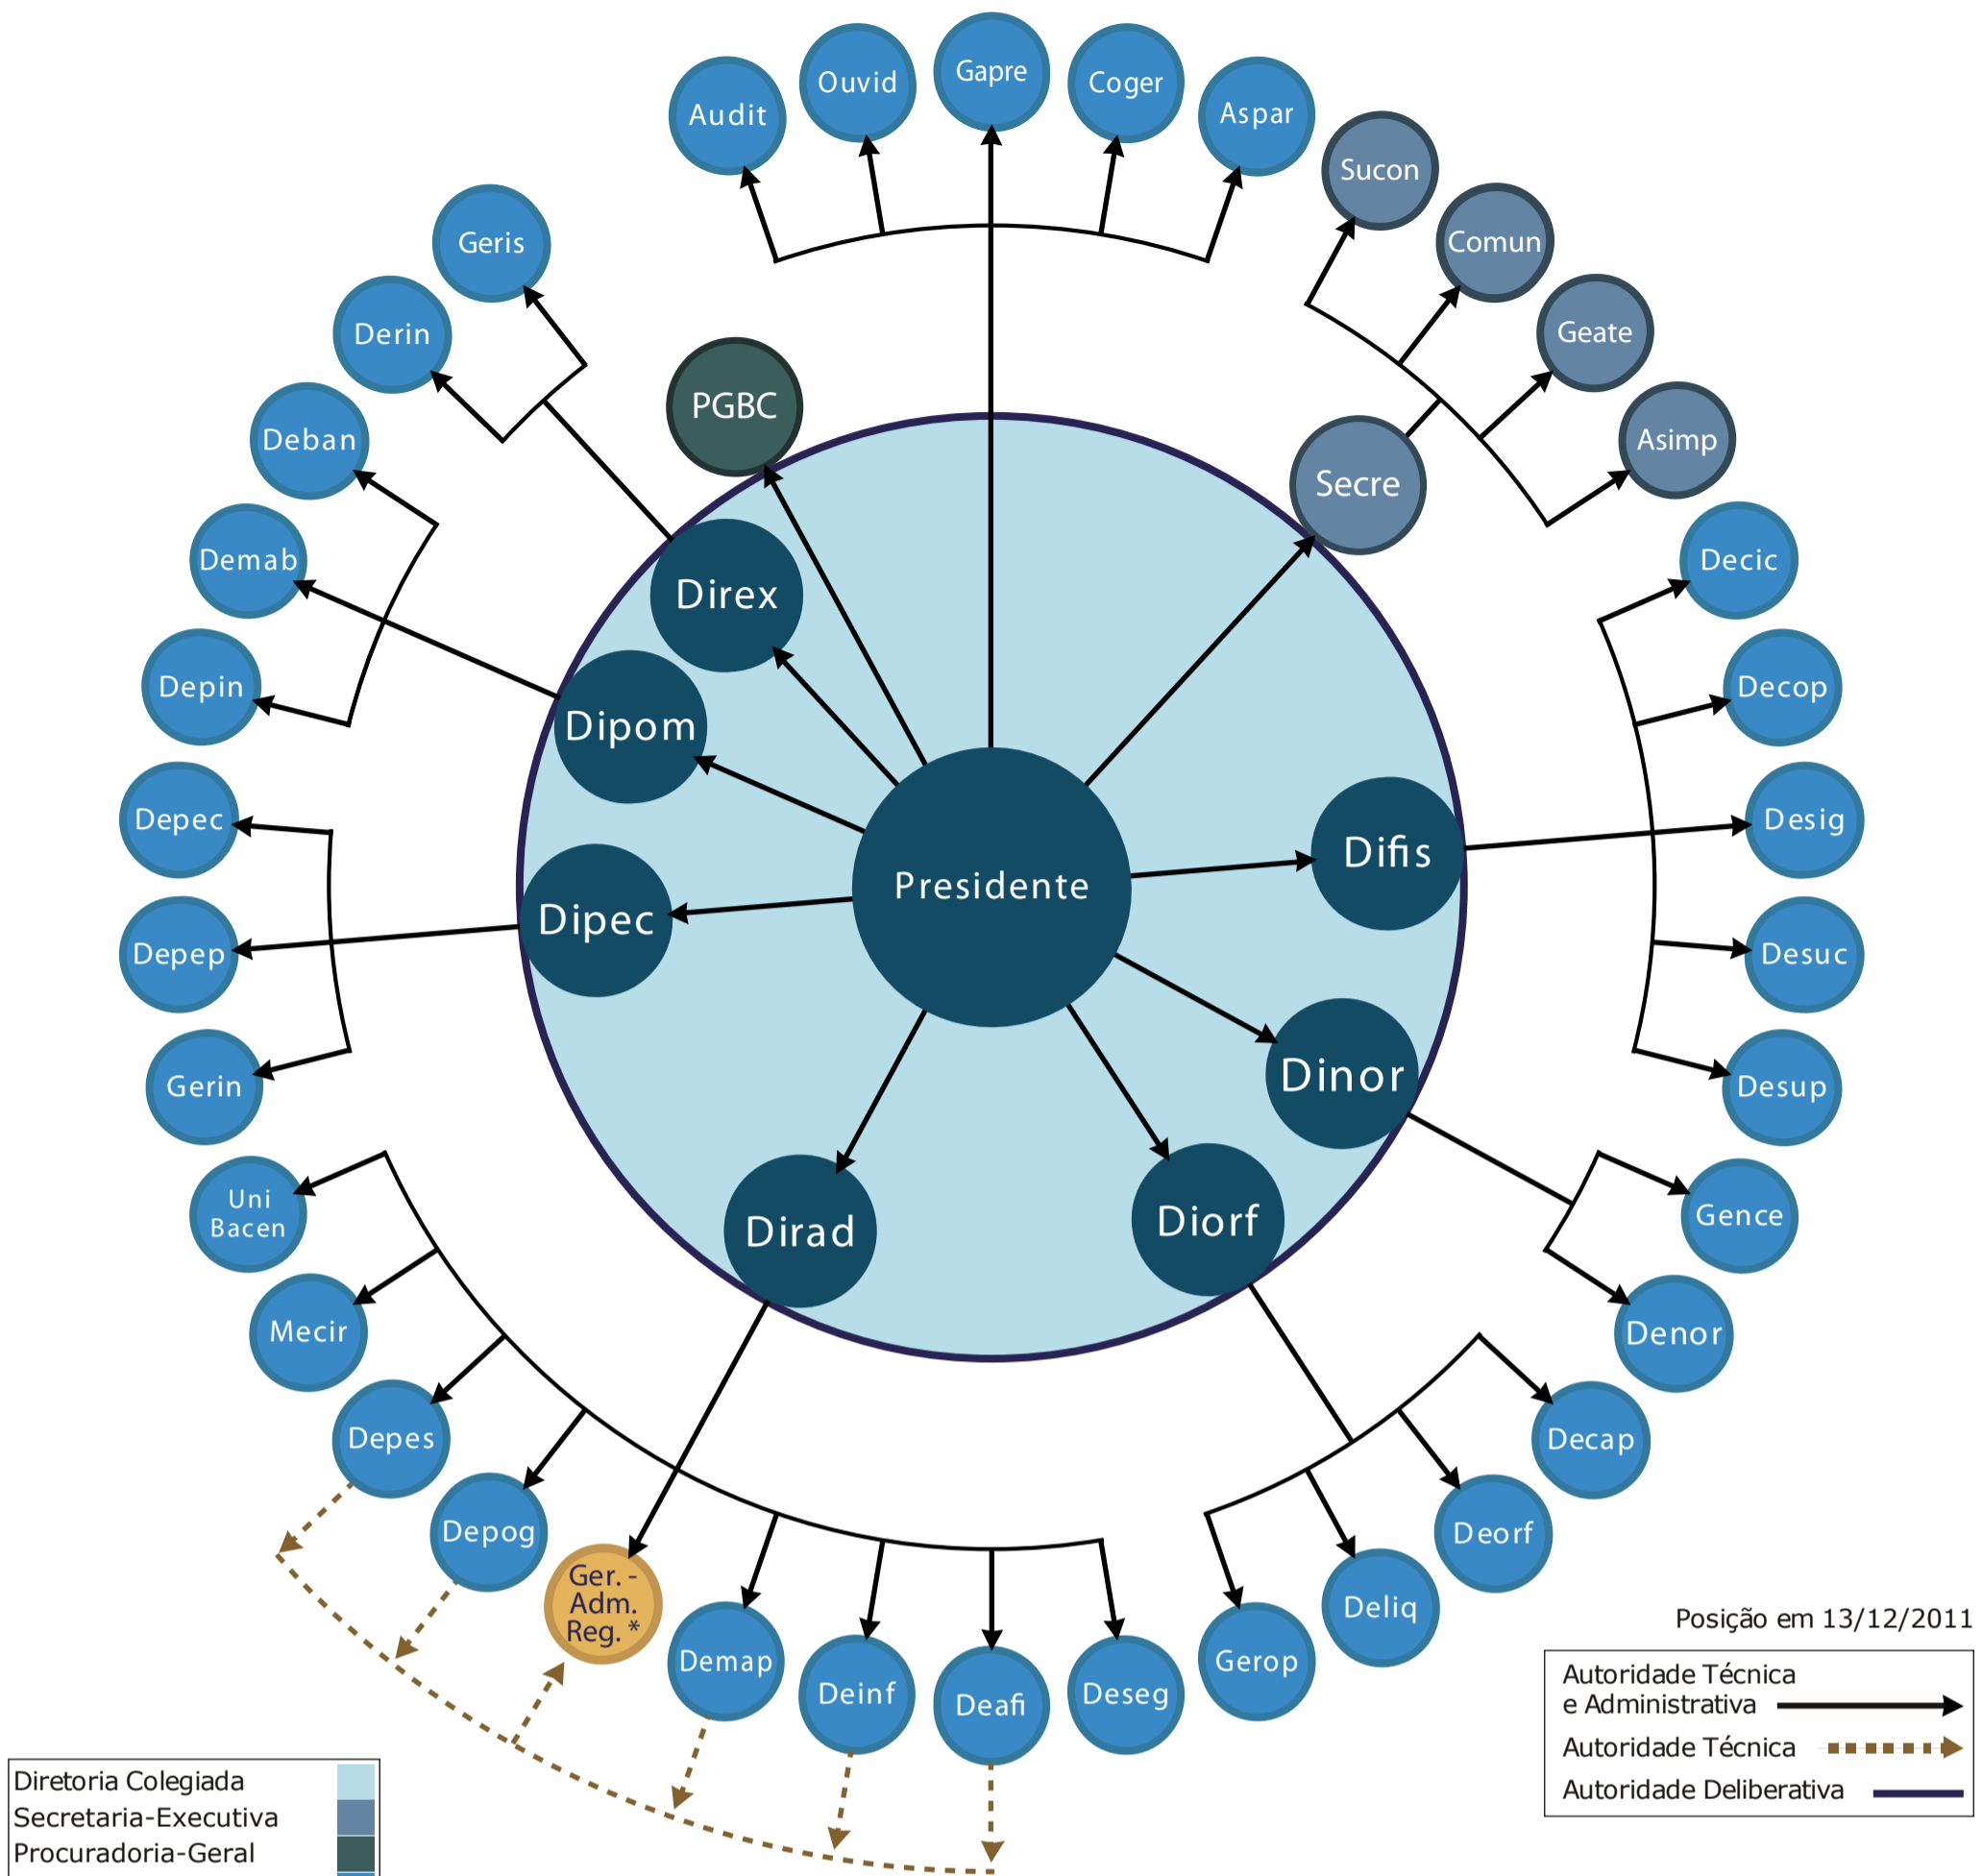 Gapre
Ouvid
Coger
Audit
Aspar
Sucon
Comun
Geris
Geate
Derin
PGBC
Deban
Asimp
Secre
Demab
Decic
Direx
Depin
Decop
Dipom
Depec
Desig
Difis
Presidente
Dipec
Depep
Desuc
Dinor
Gerin
Desup
Uni
Bacen
Gence
Dirad
Diorf
Mecir
Denor
Depes
Decap
Depog
Deorf
Ger. -
Adm.
Reg. *
Deliq
Demap
Gerop
Deinf
Deseg
Deafi
Posição em 13/12/2011
Autoridade Técnica
e Administrativa
Autoridade Técnica
Autoridade Deliberativa
Diretoria Colegiada
Secretaria-Executiva
Procuradoria-Geral